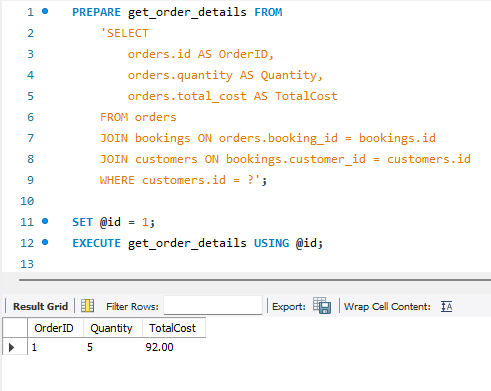 1 PREPARE get_order_details FROM
2 'SELECT
3 orders.id AS OrderID,
4 orders.quantity AS Quantity,
5 orders.total_cost AS TotalCost
6 FROM orders
7 JOIN bookings ON orders.booking_id = bookings.id
8 JOIN customers ON bookings.customer_id = customers.id
9 WHERE customers.id = ?';
10
11 SET @id = 1;
12 EXECUTE get_order_details USING @id;
13
Result Grid Filter Rows: Export: Wrap Cell Content: IA
OrderID Quantity TotalCost
1 5 92.00